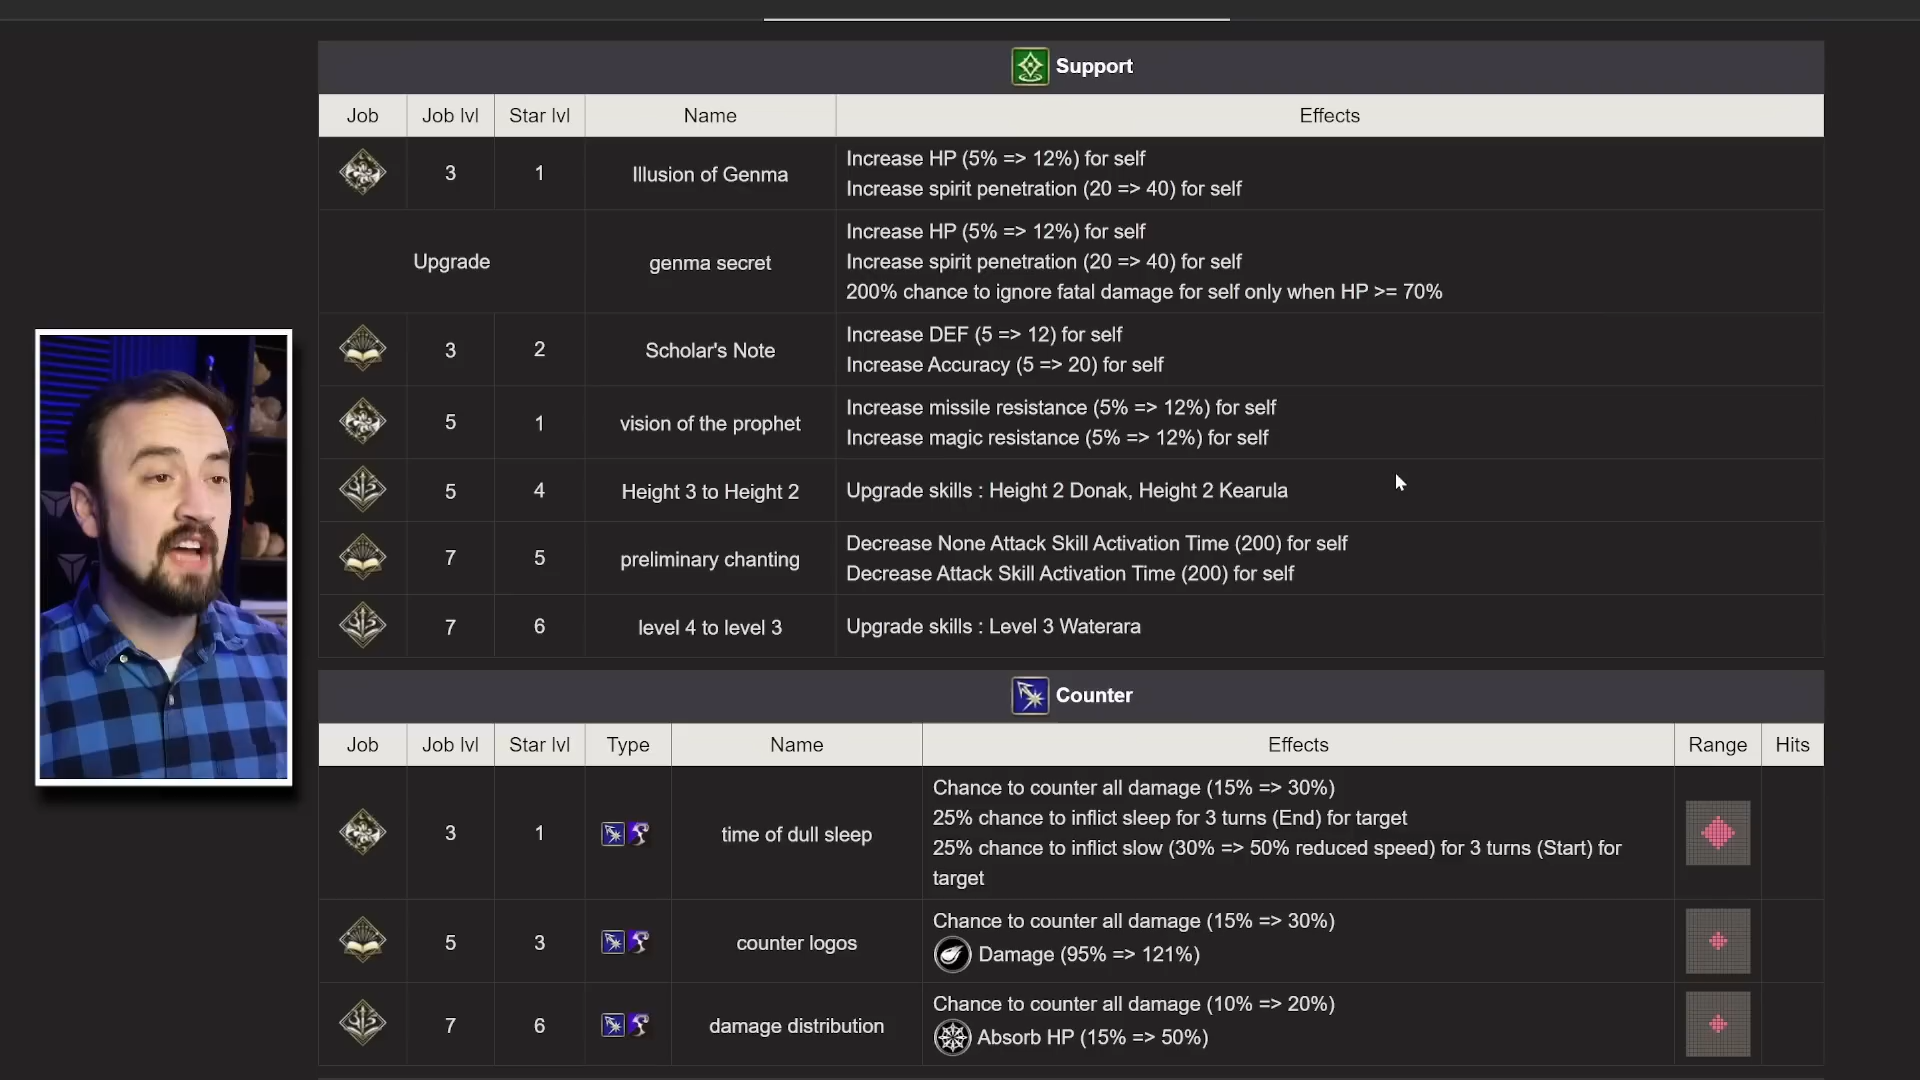 Support
Job Job lvl Star lvl Name Effects
3 1 Illusion of Genma Increase HP (5% => 12%) for self
Increase spirit penetration (20 => 40) for self
Upgrade genma secret Increase HP (5% => 12%) for self
Increase spirit penetration (20 => 40) for self
200% chance to ignore fatal damage for self only when HP >= 70%
3 2 Scholar's Note Increase DEF (5 => 12) for self
Increase Accuracy (5 => 20) for self
5 1 vision of the prophet Increase missile resistance (5% => 12%) for self
Increase magic resistance (5% => 12%) for self
5 4 Height 3 to Height 2 Upgrade skills : Height 2 Donak, Height 2 Kearula
7 5 preliminary chanting Decrease None Attack Skill Activation Time (200) for self
Decrease Attack Skill Activation Time (200) for self
7 6 level 4 to level 3 Upgrade skills : Level 3 Waterara
Counter
Job Job lvl Star lvl Type Name Effects Range Hits
3 1 time of dull sleep Chance to counter all damage (15% => 30%)
25% chance to inflict sleep for 3 turns (End) for target
25% chance to inflict slow (30% => 50% reduced speed) for 3 turns (Start) for
target
5 3 counter logos Chance to counter all damage (15% => 30%)
Damage (95% => 121%)
7 6 damage distribution Chance to counter all damage (10% => 20%)
Absorb HP (15% => 50%)